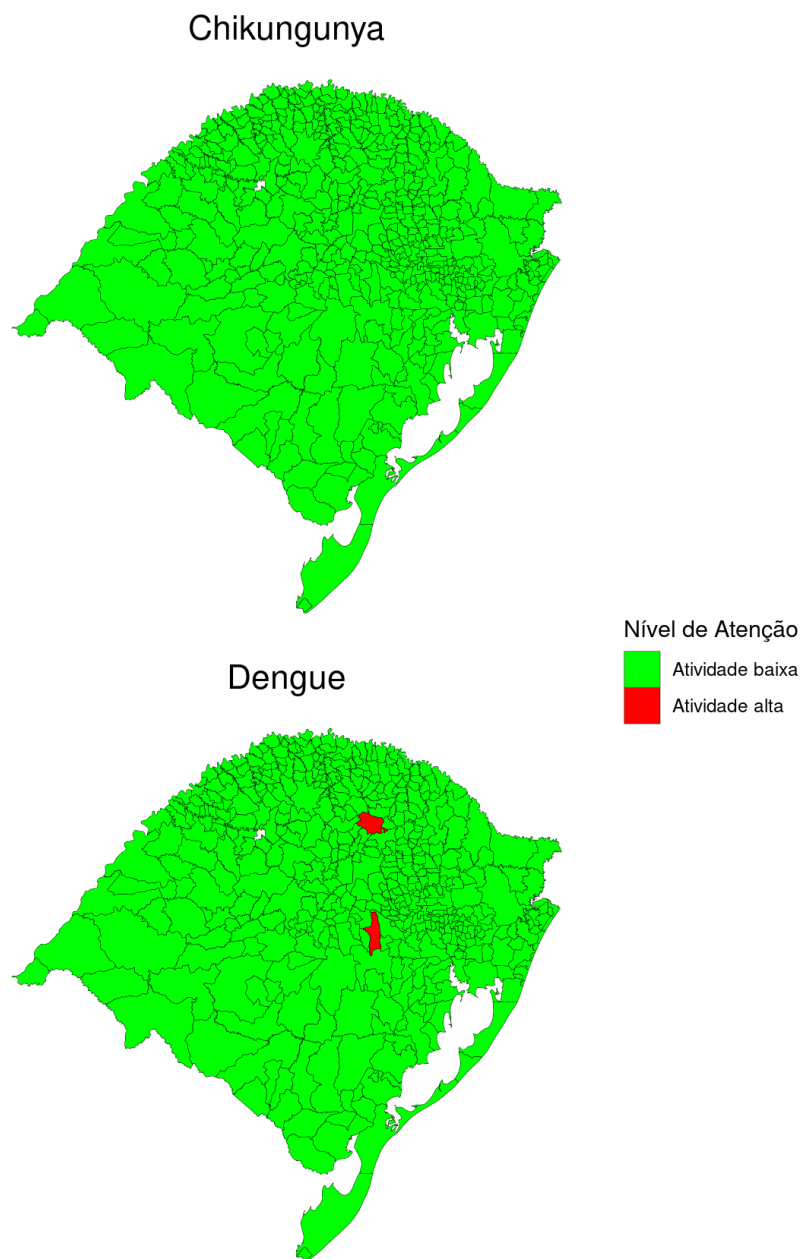 Chikungunya
Nível de Atenção
Atividade baixa
Atividade alta
Dengue